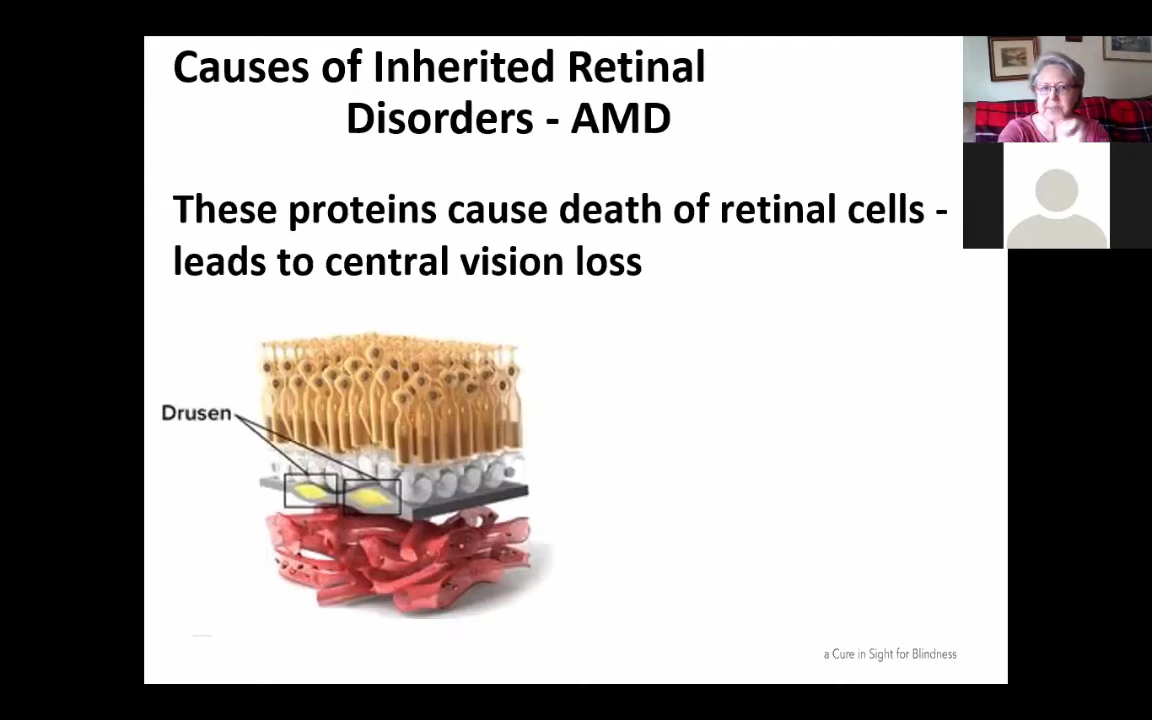 Causes of Inherited Retinal
Disorders - AMD
These proteins cause death of retinal cells -
leads to central vision loss
Drusen
a Cure in Sight for Blindness